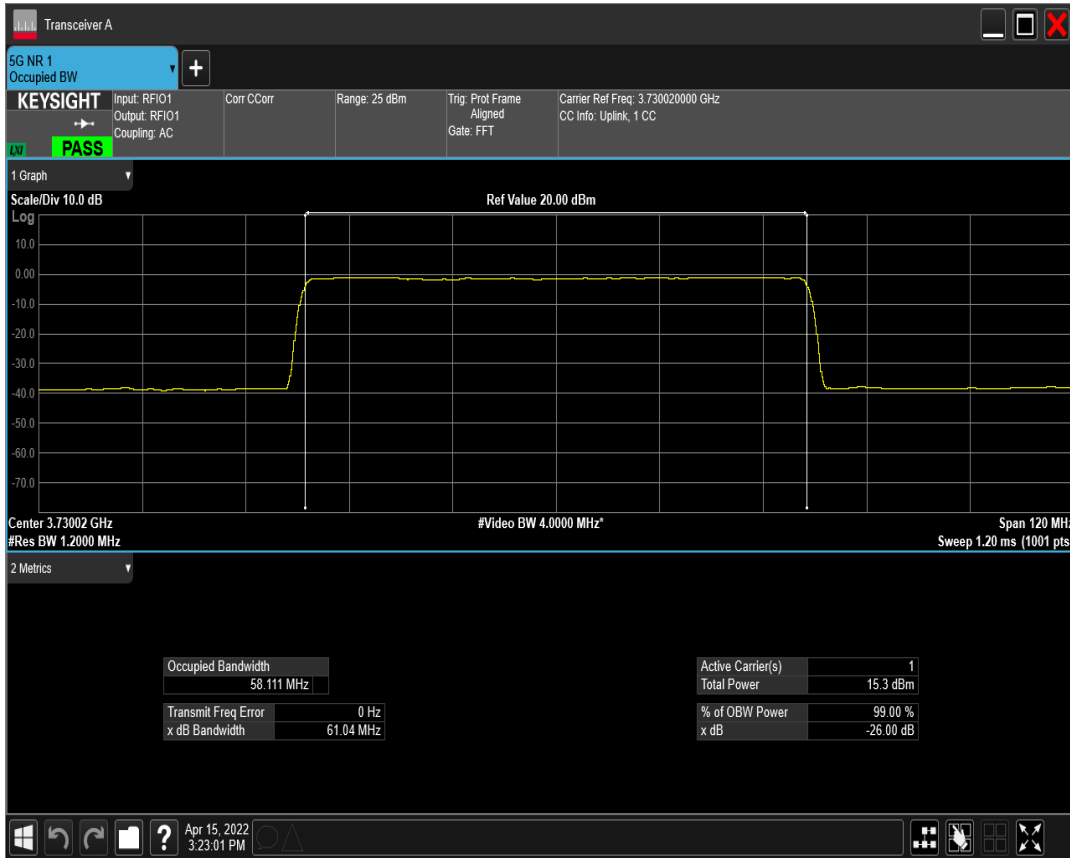 Transceiver A
5G NR 1
Occupied BW
KEYSIGHT
LXI
PASS
Input: RFIO1
Output: RFIO1
Coupling: AC
Corr CCorr
Range: 25 dBm
Trig: Prot Frame
Aligned
Gate: FFT
Carrier Ref Freq: 3.730020000 GHz
CC Info: Uplink, 1 CC
1 Graph
Scale/Div 10.0 dB
Ref Value 20.00 dBm
Log
10.0
0.00
-10.0
-20.0
-30.0
-40.0
-50.0
-60.0
-70.0
Center 3.73002 GHz
#Video BW 4.0000 MHz*
Span 120 MHz
#Res BW 1.2000 MHz
Sweep 1.20 ms (1001 pts
2 Metrics
Occupied Bandwidth
58.111 MHz
Transmit Freq Error 0 Hz
x dB Bandwidth 61.04 MHz
Active Carrier(s) 1
Total Power 15.3 dBm
% of OBW Power 99.00 %
x dB -26.00 dB
?
Apr 15, 2022
3:23:01 PM